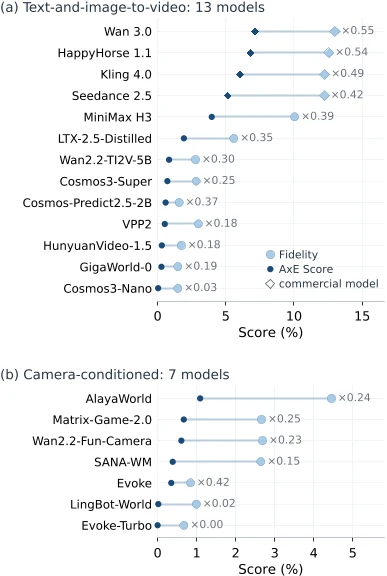 (a) Text-and-image-to-video: 13 models
Wan 3.0 ×0.55
HappyHorse 1.1 ×0.54
Kling 4.0 ×0.49
Seedance 2.5 ×0.42
MiniMax H3 ×0.39
LTX-2.5-Distilled ×0.35
Wan2.2-TI2V-5B ×0.30
Cosmos3-Super ×0.25
Cosmos-Predict2.5-2B ×0.37
VPP2 ×0.18
HunyuanVideo-1.5 ×0.18
GigaWorld-0 ×0.19
Cosmos3-Nano ×0.03
Fidelity
AxE Score
commercial model
0 5 10 15
Score (%)
(b) Camera-conditioned: 7 models
AlayaWorld ×0.24
Matrix-Game-2.0 ×0.25
Wan2.2-Fun-Camera ×0.23
SANA-WM ×0.15
Evoke ×0.42
LingBot-World ×0.02
Evoke-Turbo ×0.00
0 1 2 3 4 5
Score (%)